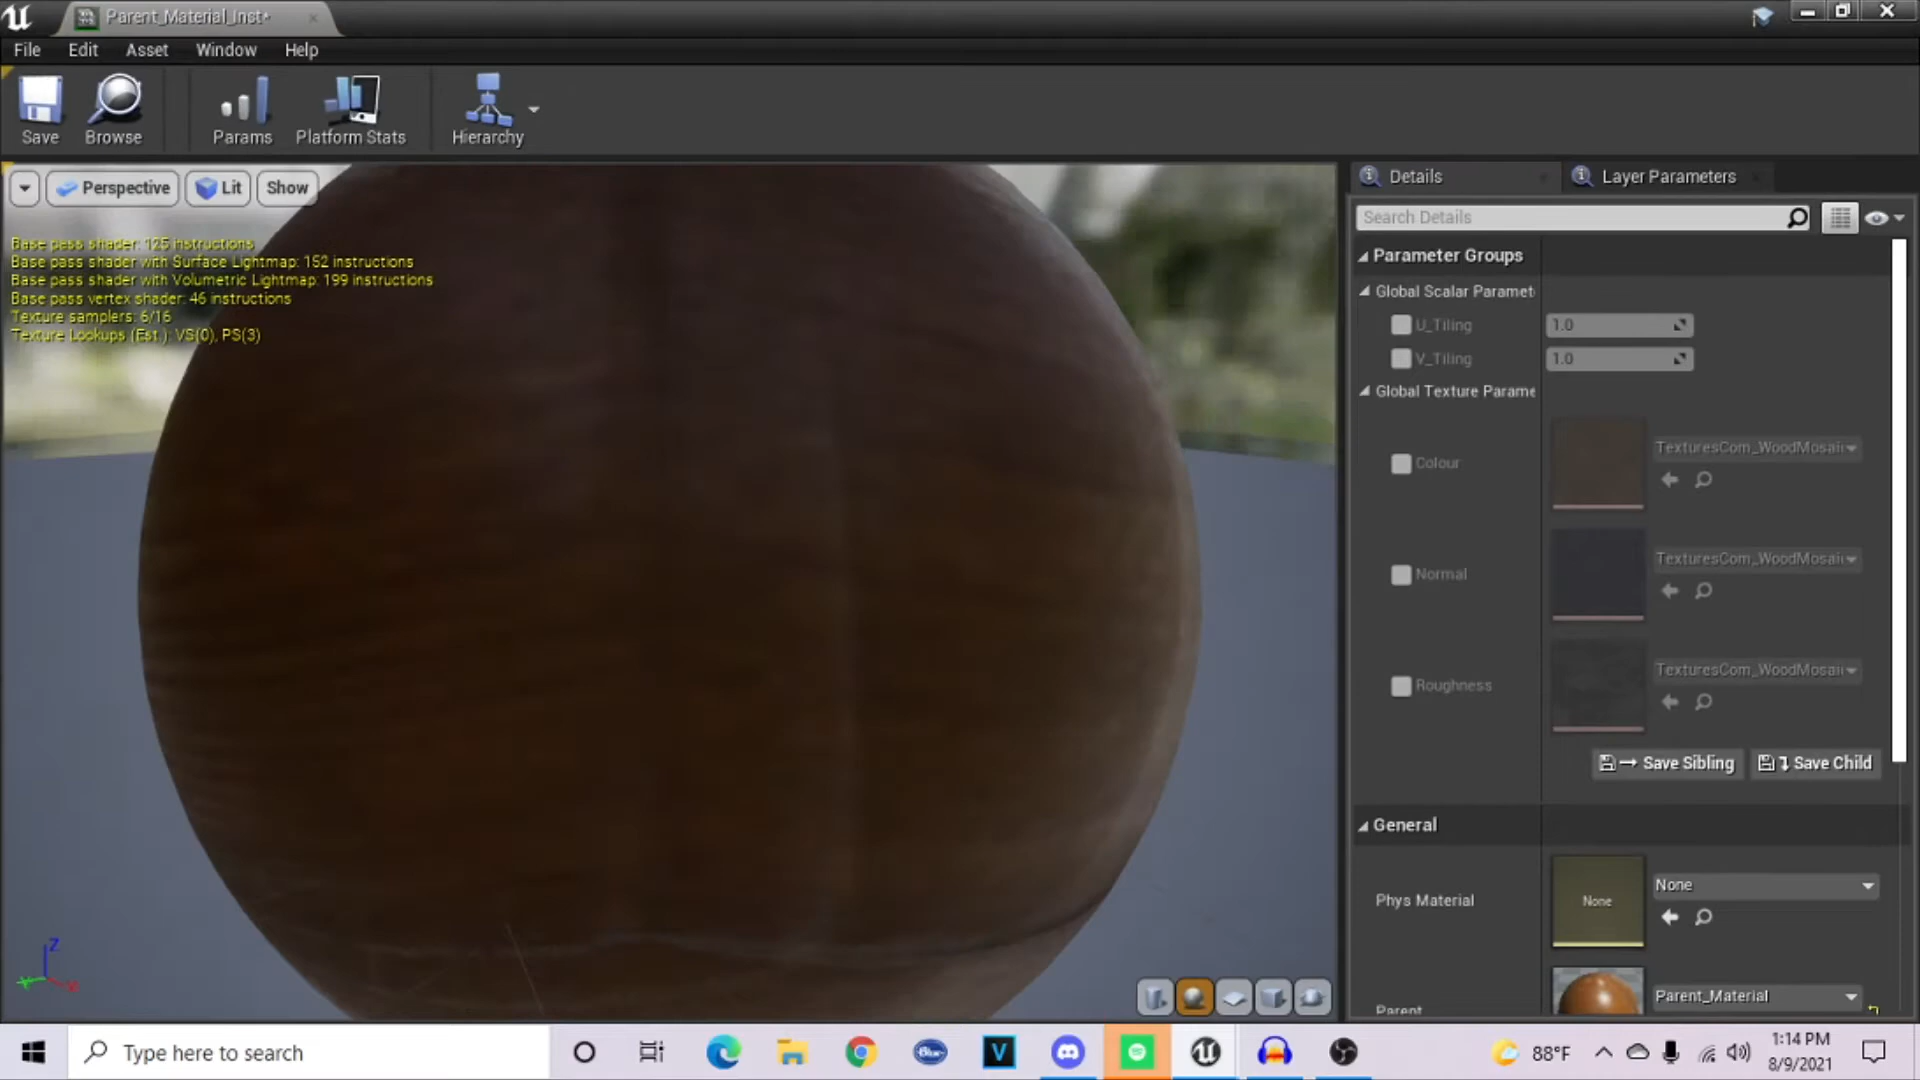 Parent_Material_Inst*
File Edit Asset Window Help
Save Browse Params Platform Stats Hierarchy
Perspective Lit Show
Base pass shader: 125 instructions
Base pass shader with Surface Lightmap: 152 instructions
Base pass shader with Volumetric Lightmap: 199 instructions
Base pass vertex shader: 46 instructions
Texture samplers: 6/16
Texture Lookups (Est.): VS(0), PS(3)
Z
X
Details Layer Parameters
Search Details
Parameter Groups
Global Scalar Paramet
U_Tiling 1.0
V_Tiling 1.0
Global Texture Parame
Colour TexturesCom_WoodMosaic
Normal TexturesCom_WoodMosaic
Roughness TexturesCom_WoodMosaic
Save Sibling Save Child
General
Phys Material None None
Parent Parent_Material
Type here to search
V
88°F
1:14 PM
8/9/2021